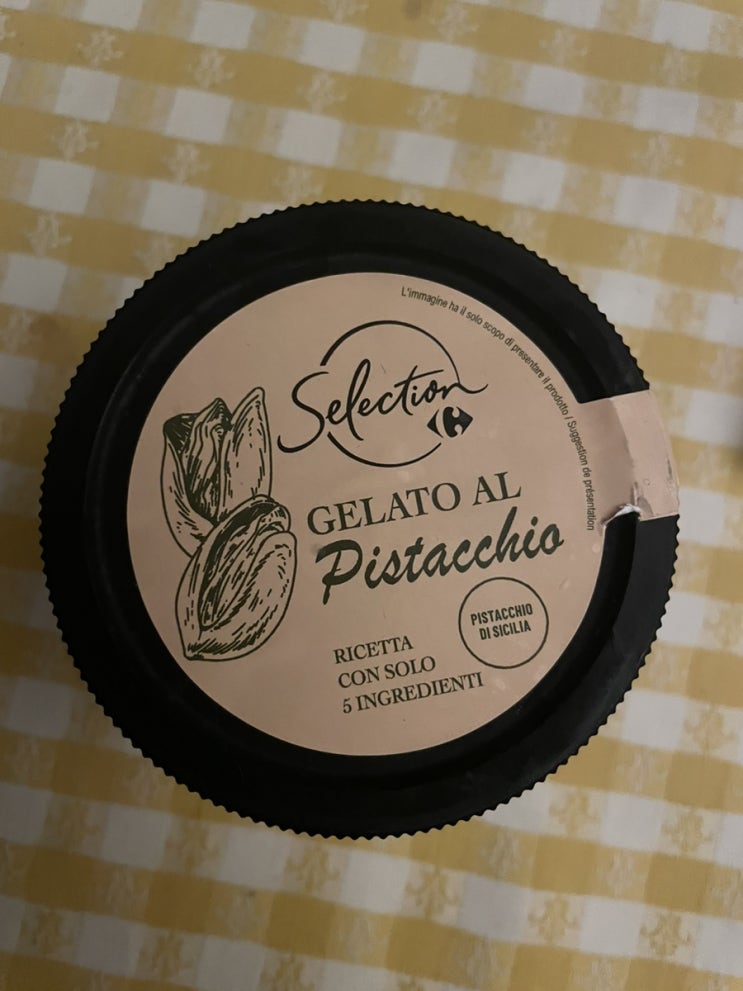 L'immagine ha il solo scopo di presentare il prodotto / Suggestion de présentation
Selection
GELATO AL
Pistacchio
PISTACCHIO
DI SICILIA
RICETTA
CON SOLO
5 INGREDIENTI